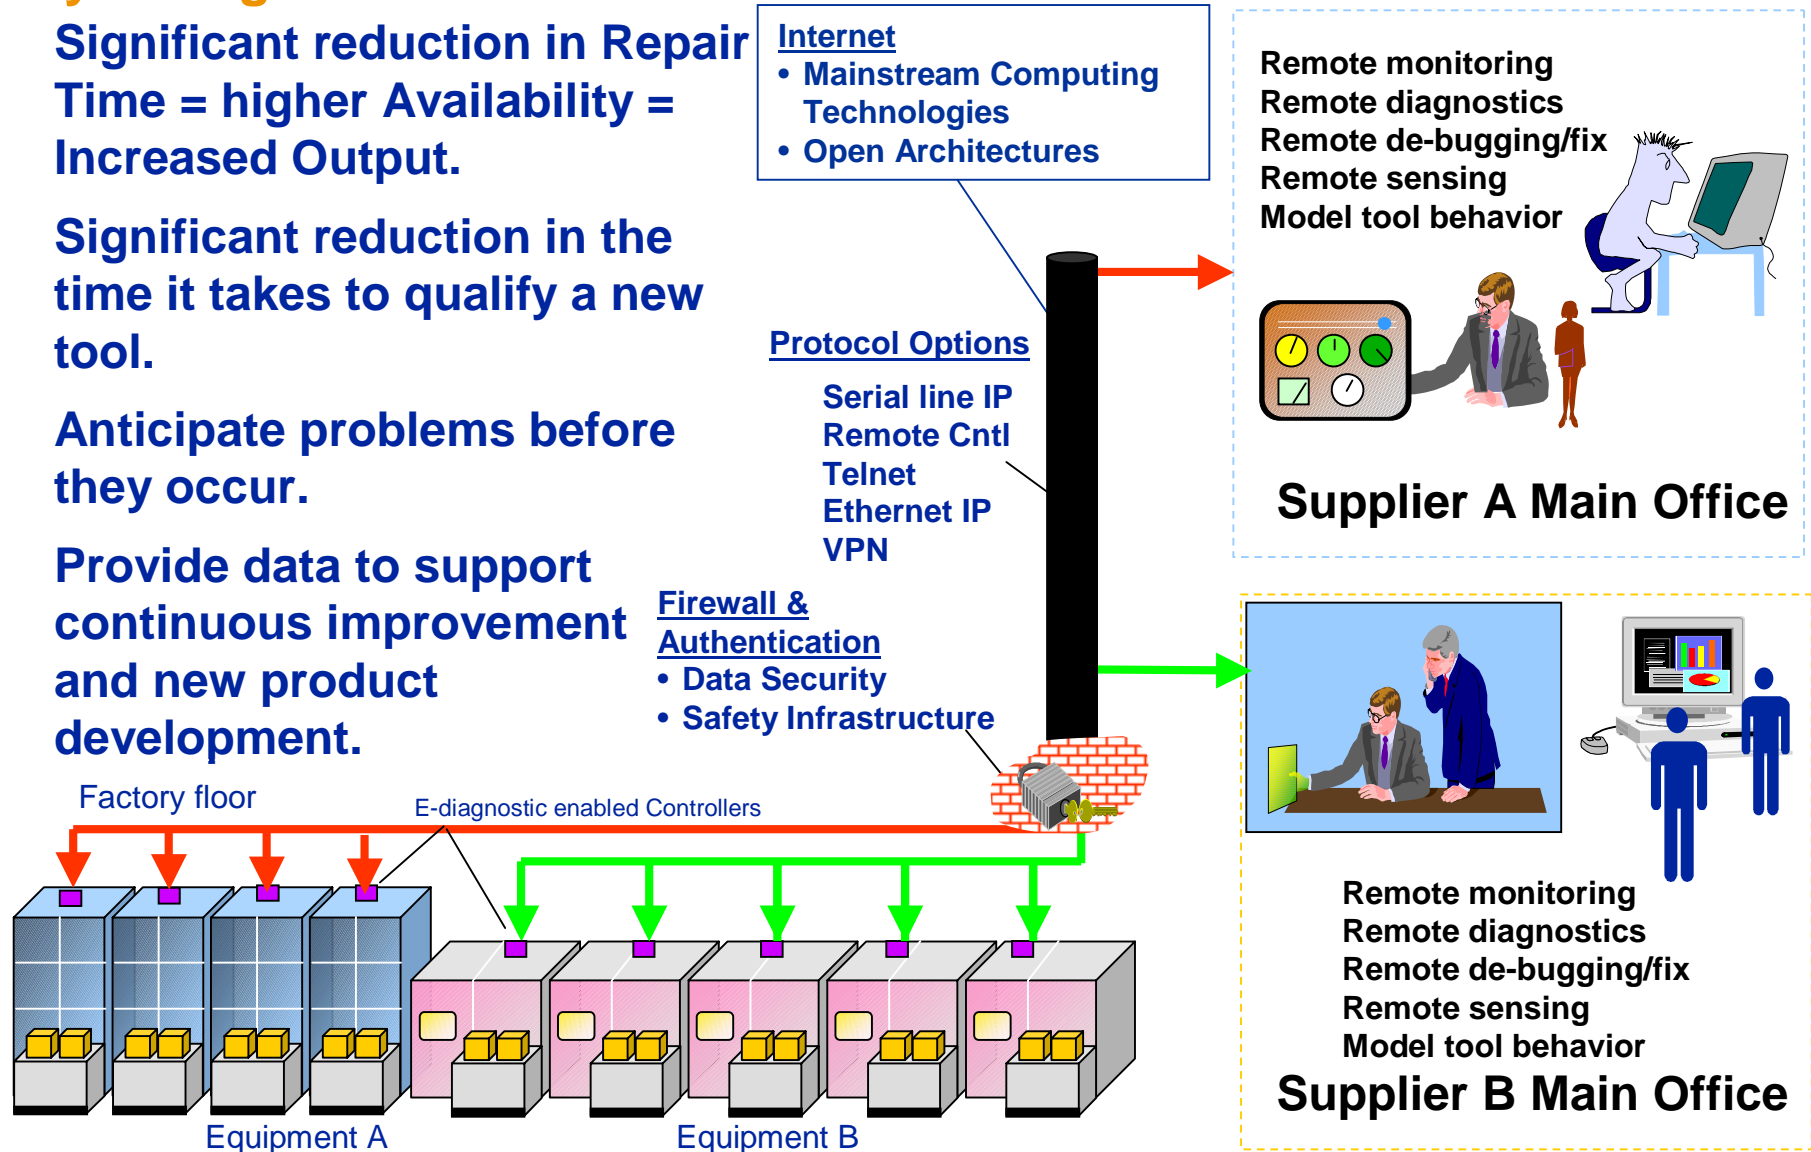 Significant reduction in Repair
Time = higher Availability =
Increased Output.
Significant reduction in the
time it takes to qualify a new
tool.
Anticipate problems before
they occur.
Provide data to support
continuous improvement
and new product
development.
Internet
• Mainstream Computing
Technologies
• Open Architectures
Protocol Options
Serial line IP
Remote Cntl
Telnet
Ethernet IP
VPN
Firewall &
Authentication
• Data Security
• Safety Infrastructure
Remote monitoring
Remote diagnostics
Remote de-bugging/fix
Remote sensing
Model tool behavior
Supplier A Main Office
Factory floor
E-diagnostic enabled Controllers
Equipment A
Equipment B
Remote monitoring
Remote diagnostics
Remote de-bugging/fix
Remote sensing
Model tool behavior
Supplier B Main Office